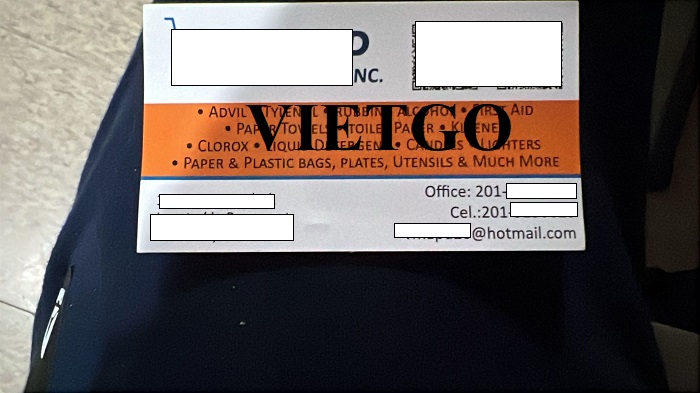 INC.
VIETGO
• ADVIL • TYLENOL • RUBBING ALCOHOL • FIRST AID
• PAPER TOWELS • TOILET PAPER •
• CLOROX • LIQUID DETERGENT • CANDLES • LIGHTERS
• PAPER & PLASTIC BAGS, PLATES, UTENSILS & MUCH MORE
Office: 201-
Cel.:201-
@hotmail.com